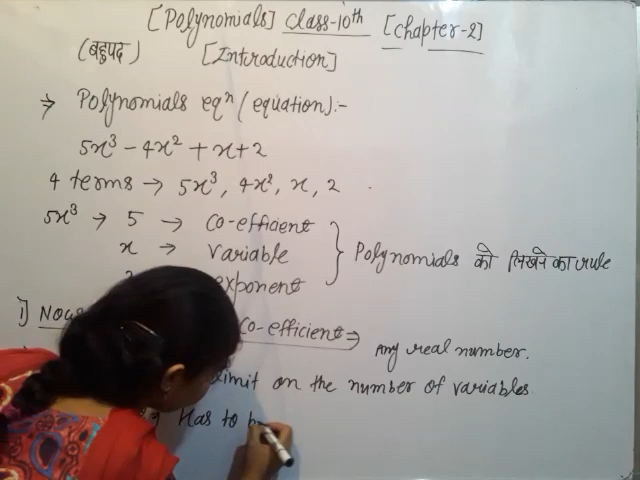 [Polynomials] Class-10th [Chapter-2]
(बहुपद) [Introduction]
→ Polynomials eqⁿ (equation):-
5x³ - 4x² + x + 2
4 terms → 5x³, 4x², x, 2
5x³ → 5 → Co-efficient
x → Variable
exponent
} Polynomials को लिखने का rule
1) Now Co-efficient ⇒ Any real number.
limit on the number of variables.
Has to b